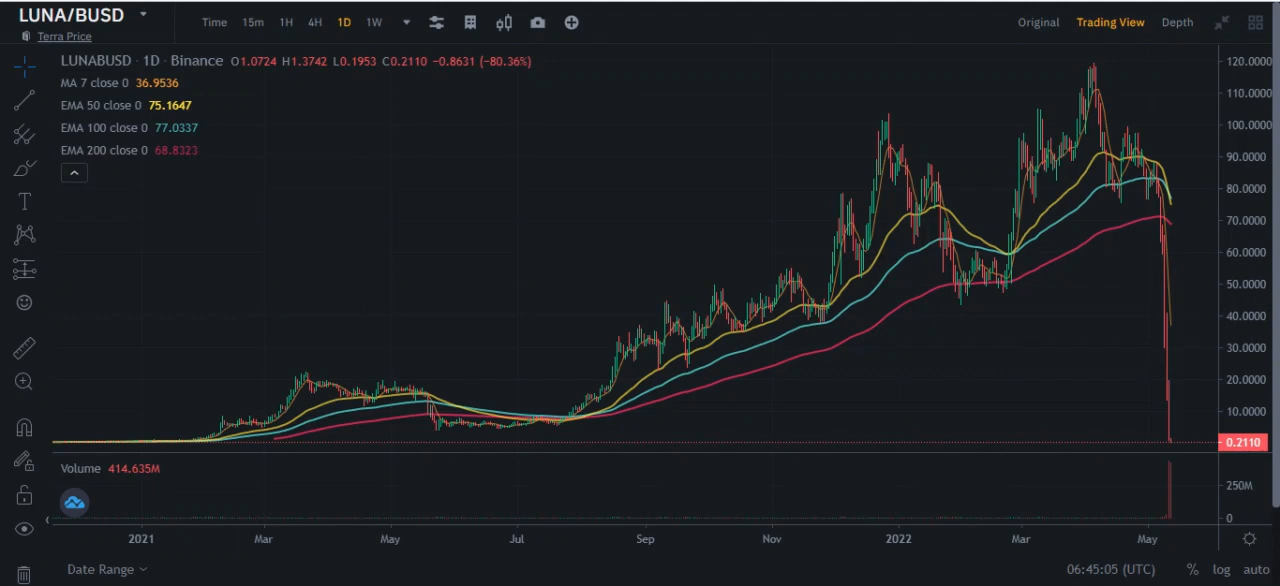 LUNA/BUSD
Terra Price
Time 15m 1H 4H 1D 1W
Original Trading View Depth
LUNABUSD · 1D · Binance O1.0724 H1.3742 L0.1953 C0.2110 −0.8631 (−80.36%)
MA 7 close 0 36.9536
EMA 50 close 0 75.1647
EMA 100 close 0 77.0337
EMA 200 close 0 68.8323
120.0000
110.0000
100.0000
90.0000
80.0000
70.0000
60.0000
50.0000
40.0000
30.0000
20.0000
10.0000
0.2110
Volume 414.635M
250M
0
2021 Mar May Jul Sep Nov 2022 Mar May
Date Range
06:45:05 (UTC) % log auto